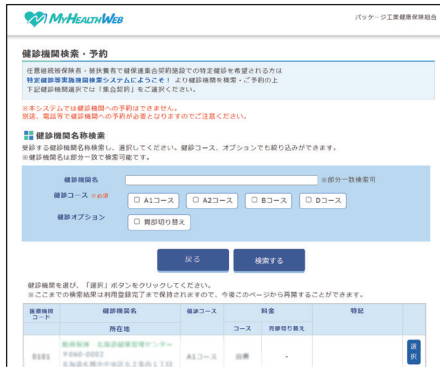 MY HEALTH WEB
パッケージ工業健康保険組合
健診機関検索・予約
任意継続被保険者・被扶養者で健保連集合契約施設での特定健診を希望される方は
特定健診等実施機関検索システムにようこそ! より健診機関を検索・ご予約の上
下記健診機関選択では「集合契約」をご選択ください。
※本システムでは健診機関への予約はできません。
別途、電話等で健診機関への予約が必要となりますのでご注意ください。
健診機関名称検索
受診する健診機関名称検索し、選択してください。健診コース、オプションでも絞り込みができます。
※健診機関名は部分一致で検索可能です。
健診機関名 ※部分一致検索可
健診コース ※必須 A1コース A2コース Bコース Dコース
健診オプション 胃部切り替え
戻る 検索する
健診機関を選び、「選択」ボタンをクリックしてください。
※ここまでの検索結果は利用登録完了まで保持されますので、今後このページから再開することができます。
医療機関コード 健診機関名 健診コース 料金 特記
所在地 コース 胃部切り替え
0101 〒060-0002 A1コース - 選択